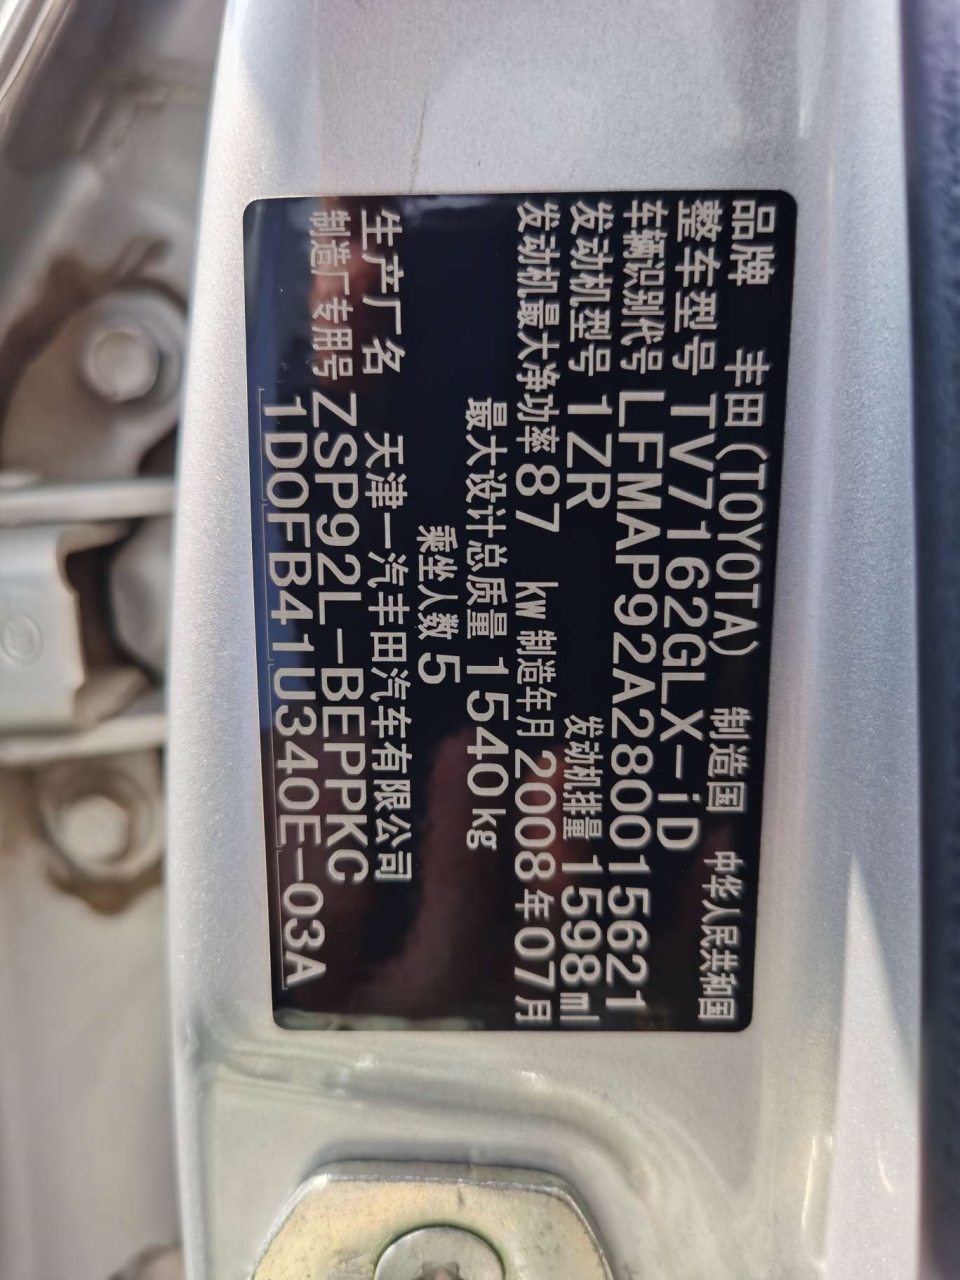 品牌 丰田(TOYOTA) 制造国 中华人民共和国
整车型号 TV7162GLX-iD
车辆识别代号 LFMAP92A280015621
发动机型号 1ZR 发动机排量 1598ml
发动机最大净功率 87 kW 制造年月 2008年07月
最大设计总质量 1540kg
乘坐人数 5
生产厂名 天津一汽丰田汽车有限公司
制造厂专用号 ZSP92L-BEPPKC
1D0FB41U340E-03A